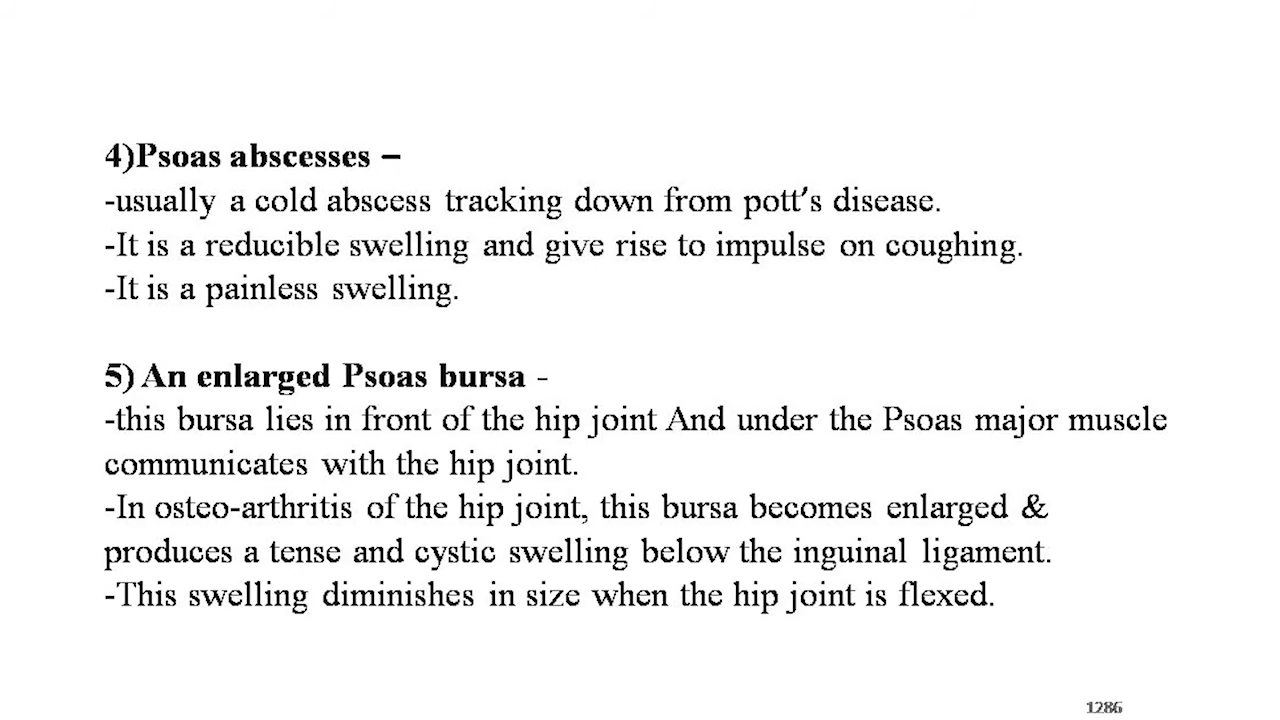 4)Psoas abscesses –
-usually a cold abscess tracking down from pott's disease.
-It is a reducible swelling and give rise to impulse on coughing.
-It is a painless swelling.
5) An enlarged Psoas bursa -
-this bursa lies in front of the hip joint And under the Psoas major muscle
communicates with the hip joint.
-In osteo-arthritis of the hip joint, this bursa becomes enlarged &
produces a tense and cystic swelling below the inguinal ligament.
-This swelling diminishes in size when the hip joint is flexed.
1286